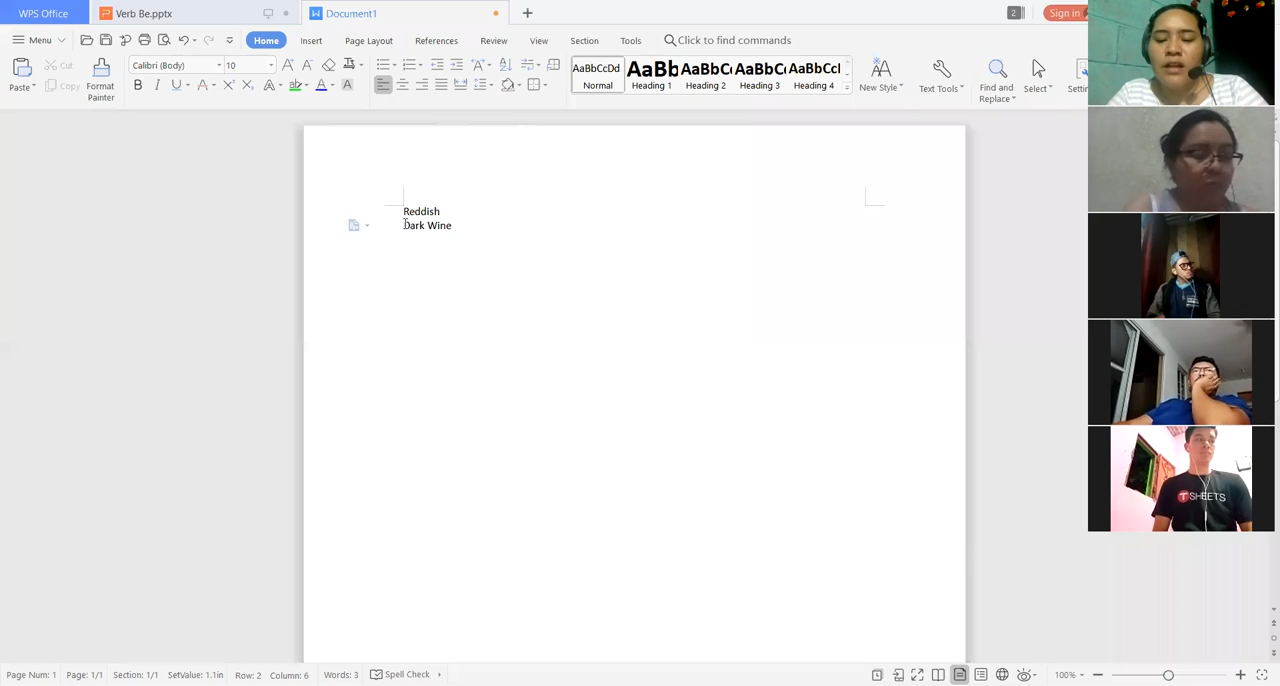 WPS Office
Verb Be.pptx
Document1
2
Sign in
Menu
Home
Insert
Page Layout
References
Review
View
Section
Tools
Click to find commands
Paste
Cut
Copy
Format
Painter
Calibri (Body)
10
AaBbCcDd
Normal
AaBb
Heading 1
AaBbC
Heading 2
AaBbC
Heading 3
AaBbCcl
Heading 4
New Style
Text Tools
Find and
Replace
Select
Reddish
Dark Wine
T SHEETS
Page Num: 1
Page: 1/1
Section: 1/1
SetValue: 1.1in
Row: 2
Column: 6
Words: 3
Spell Check
100%